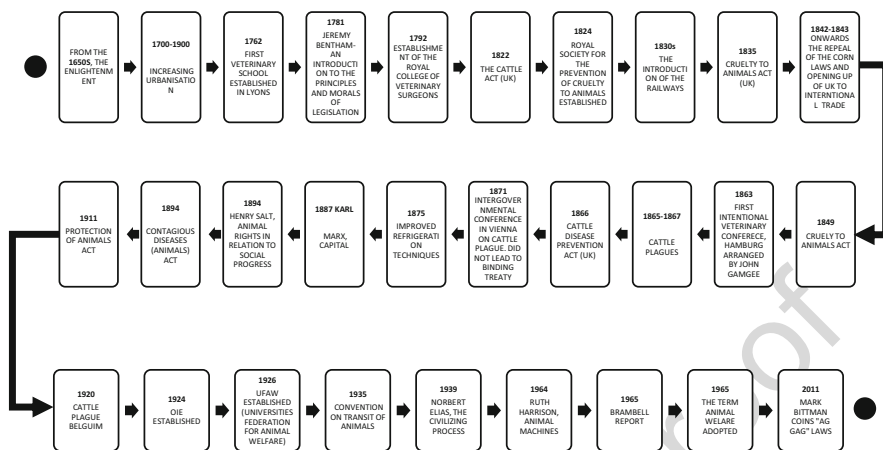 FROM THE
1650S, THE
ENLIGHTENM
ENT
1700-1900
INCREASING
URBANISATIO
N
1762
FIRST
VETERINARY
SCHOOL
ESTABLISHED
IN LYONS
1781
JEREMY
BENTHAM-
AN
INTRODUCTI
ON TO THE
PRINCIPLES
AND MORALS
OF
LEGISLATION
1792
ESTABLISHME
NT OF THE
ROYAL
COLLEGE OF
VETERINARY
SURGEONS
1822
THE CATTLE
ACT (UK)
1824
ROYAL
SOCIETY FOR
THE
PREVENTION
OF CRUELTY
TO ANIMALS
ESTABLISHED
1830s
THE
INTRODUCTI
ON OF THE
RAILWAYS
1835
CRUELTY TO
ANIMALS ACT
(UK)
1842-1843
ONWARDS
THE REPEAL
OF THE CORN
LAWS AND
OPENING UP
OF UK TO
INTERNTIONA
L TRADE
1849
CRUELY TO
ANIMALS ACT
1863
FIRST
INTENTIONAL
VETERINARY
CONFERECE,
HAMBURG
ARRANGED
BY JOHN
GAMGEE
1865-1867
CATTLE
PLAGUES
1866
CATTLE
DISEASE
PREVENTION
ACT (UK)
1871
INTERGOVER
NMENTAL
CONFERENCE
IN VIENNA
ON CATTLE
PLAGUE. DID
NOT LEAD TO
BINDING
TREATY
1875
IMPROVED
REFRIGERATI
ON
TECHNIQUES
1887 KARL
MARX,
CAPITAL
1894
HENRY SALT,
ANIMAL
RIGHTS IN
RELATION TO
SOCIAL
PROGRESS
1894
CONTAGIOUS
DISEASES
(ANIMALS)
ACT
1911
PROTECTION
OF ANIMALS
ACT
1920
CATTLE
PLAGUE
BELGUIM
1924
OIE
ESTABLISHED
1926
UFAW
ESTABLISHED
(UNIVERSITIES
FEDERATION
FOR ANIMAL
WELFARE)
1935
CONVENTION
ON TRANSIT OF
ANIMALS
1939
NORBERT
ELIAS, THE
CIVILIZING
PROCESS
1964
RUTH
HARRISON,
ANIMAL
MACHINES
1965
BRAMBELL
REPORT
1965
THE TERM
ANIMAL
WELARE
ADOPTED
2011
MARK
BITTMAN
COINS "AG
GAG" LAWS